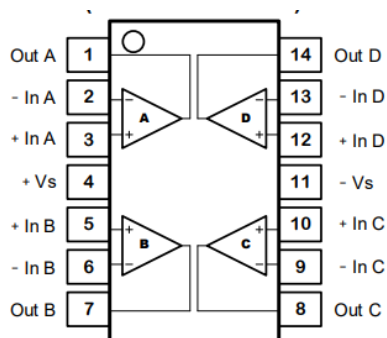 Out A 1 14 Out D
- In A 2 - - 13 - In D
A D
+ In A 3 + + 12 + In D
+ Vs 4 11 - Vs
+ In B 5 + + 10 + In C
B C
- In B 6 - - 9 - In C
Out B 7 8 Out C